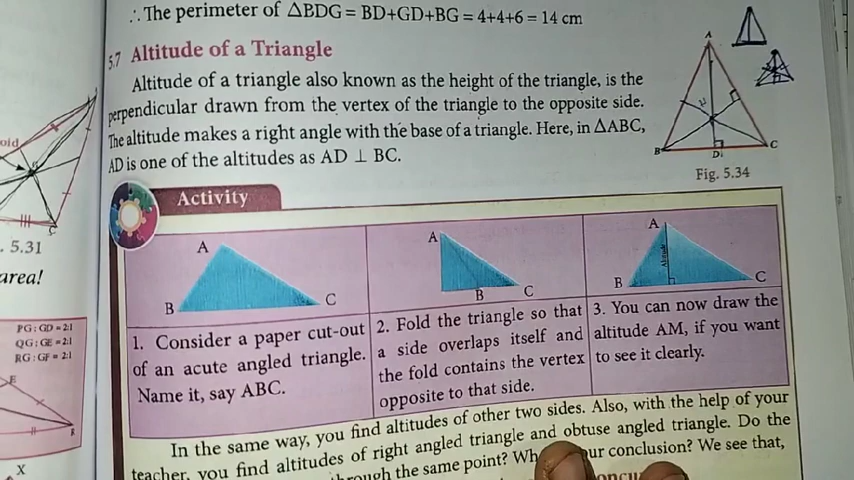 ∴ The perimeter of ΔBDG = BD+GD+BG = 4+4+6 = 14 cm
5.7 Altitude of a Triangle
Altitude of a triangle also known as the height of the triangle, is the
perpendicular drawn from the vertex of the triangle to the opposite side.
The altitude makes a right angle with the base of a triangle. Here, in ΔABC,
AD is one of the altitudes as AD ⊥ BC.
A
B
D
C
Fig. 5.34
oid
C
. 5.31
area!
PG : GD = 2:1
QG : GE = 2:1
RG : GF = 2:1
E
R
X
Activity
A
B
C
A
B
C
A
Altitude
B
C
1. Consider a paper cut-out
of an acute angled triangle.
Name it, say ABC.
2. Fold the triangle so that
a side overlaps itself and
the fold contains the vertex
opposite to that side.
3. You can now draw the
altitude AM, if you want
to see it clearly.
In the same way, you find altitudes of other two sides. Also, with the help of your
teacher, you find altitudes of right angled triangle and obtuse angled triangle. Do the
through the same point? Wh ur conclusion? We see that,